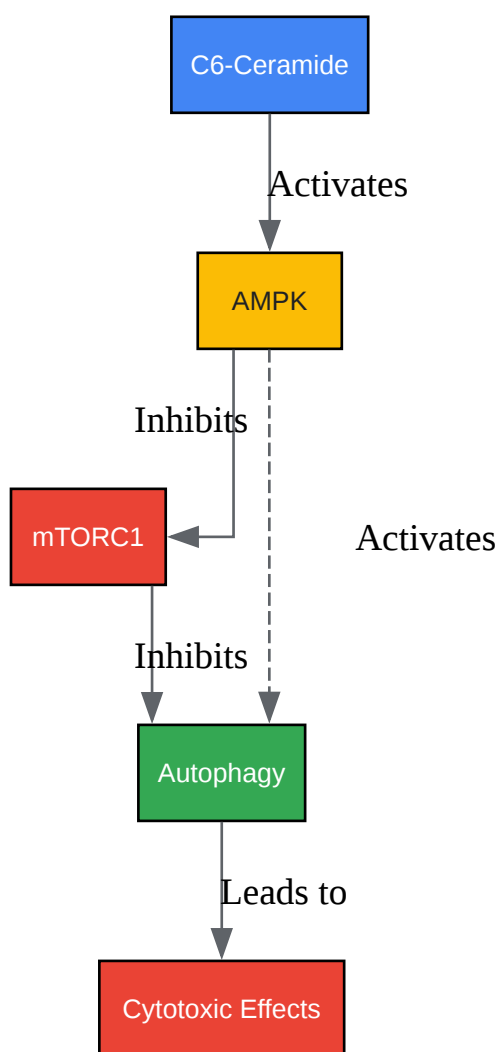 C6-Ceramide
Activates
AMPK
Inhibits
mTORC1
Activates
Inhibits
Autophagy
Leads to
Cytotoxic Effects